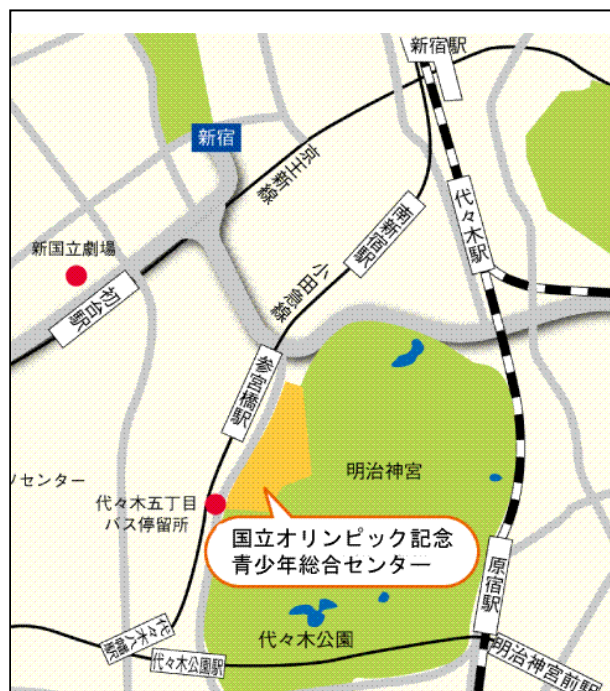 新宿駅
新宿
京王新線
南新宿駅
代々木駅
新国立劇場
初台駅
小田急線
参宮橋駅
明治神宮
ソセンター
代々木五丁目
バス停留所
国立オリンピック記念
青少年総合センター
原宿駅
代々木公園
代々木八幡駅
代々木公園駅
明治神宮前駅